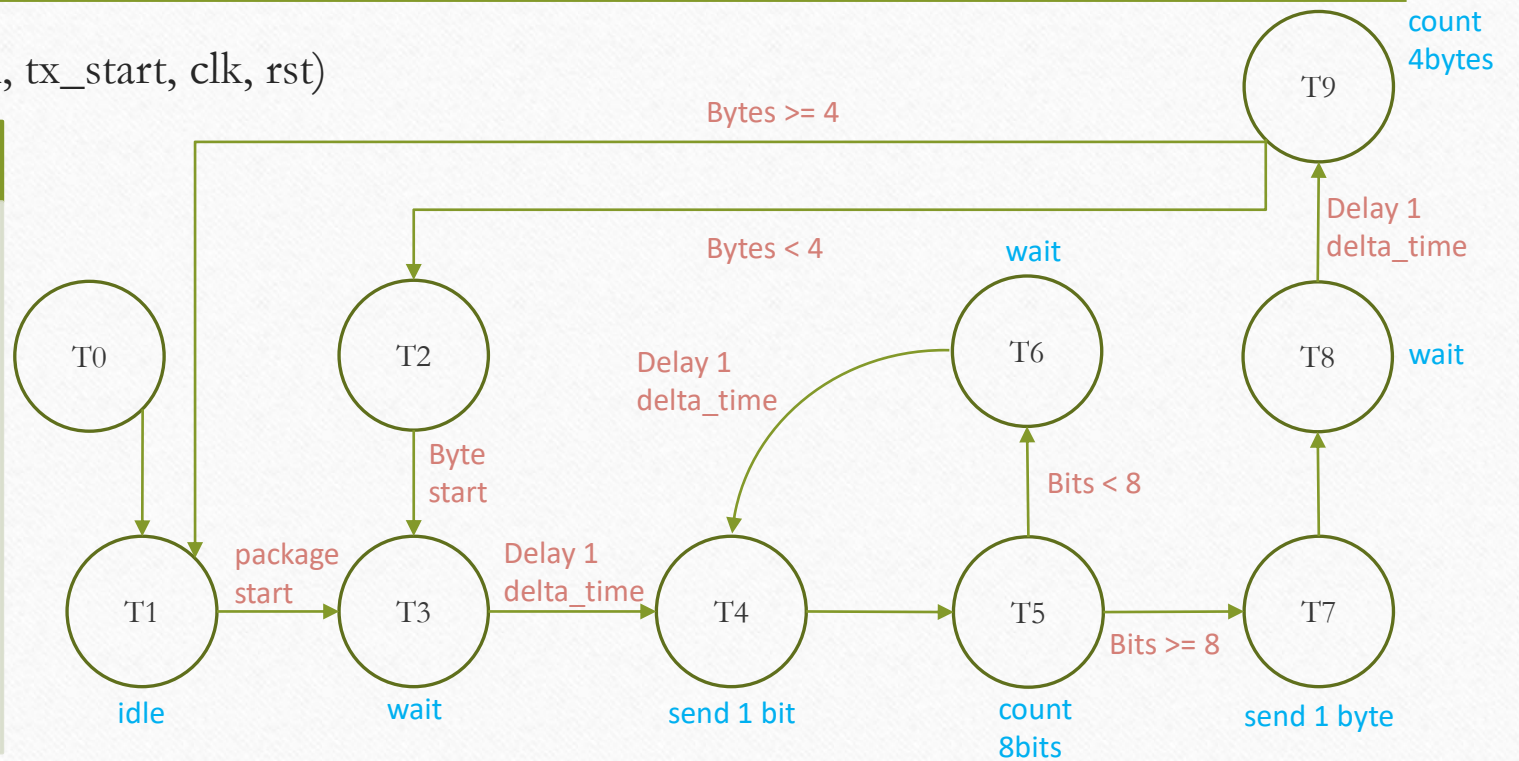 , tx_start, clk, rst)
count
4bytes
T9
Bytes >= 4
Delay 1
delta_time
Bytes < 4
wait
T0
T2
T6
T8
wait
Delay 1
delta_time
Byte
start
Bits < 8
package
start
Delay 1
delta_time
T1
T3
T4
T5
T7
Bits >= 8
idle
wait
send 1 bit
count
8bits
send 1 byte